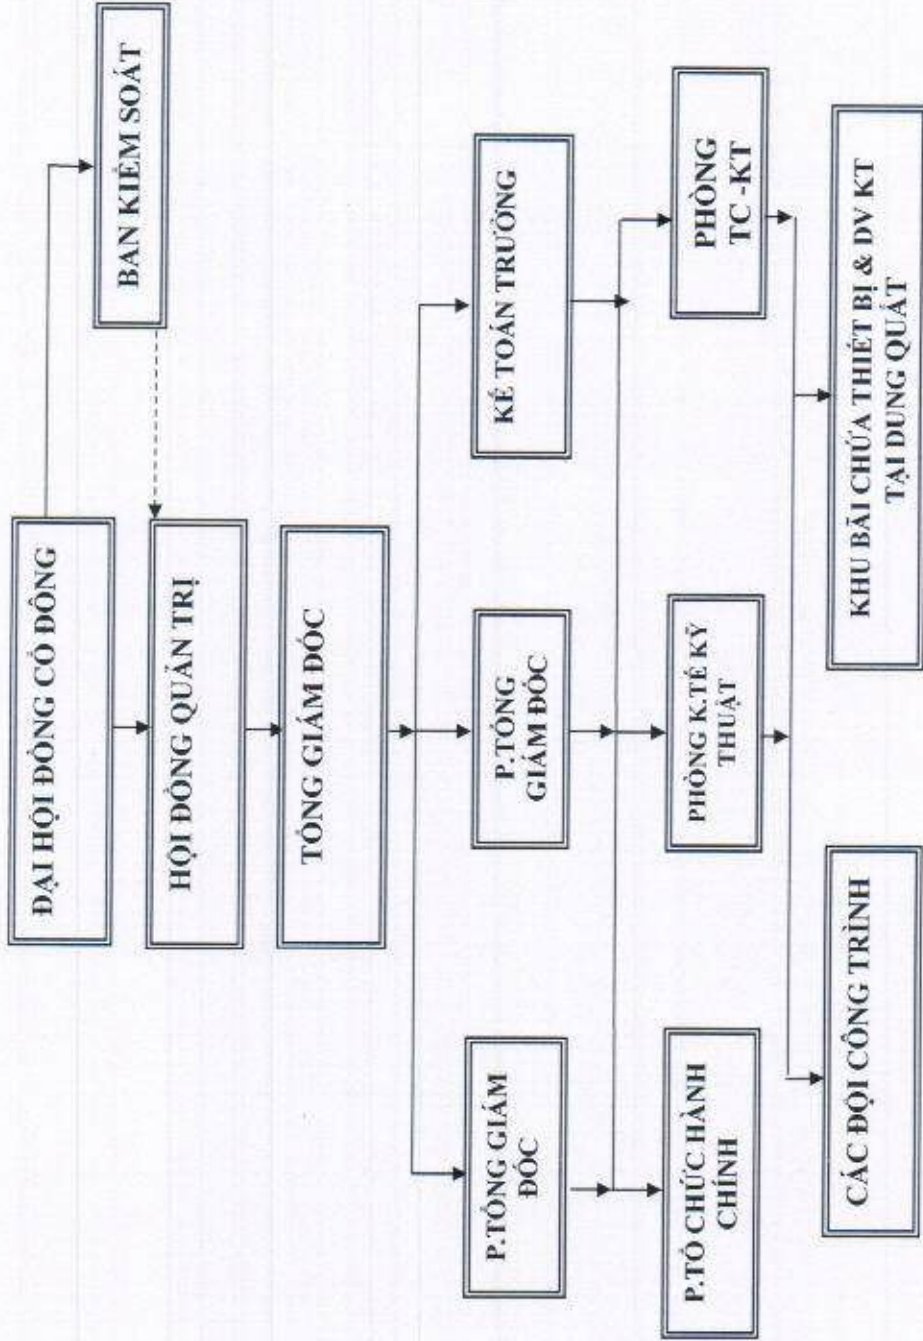 ĐẠI HỘI ĐỒNG CỔ ĐÔNG
BAN KIỂM SOÁT
HỘI ĐỒNG QUẢN TRỊ
TỔNG GIÁM ĐỐC
P.TỔNG GIÁM
ĐỐC
P.TỔNG
GIÁM ĐỐC
KẾ TOÁN TRƯỞNG
P.TỔ CHỨC HÀNH
CHÍNH
PHÒNG K.TẾ KỸ
THUẬT
PHÒNG
TC -KT
CÁC ĐỘI CÔNG TRÌNH
KHU BÃI CHỨA THIẾT BỊ & DV KT
TẠI DUNG QUẤT